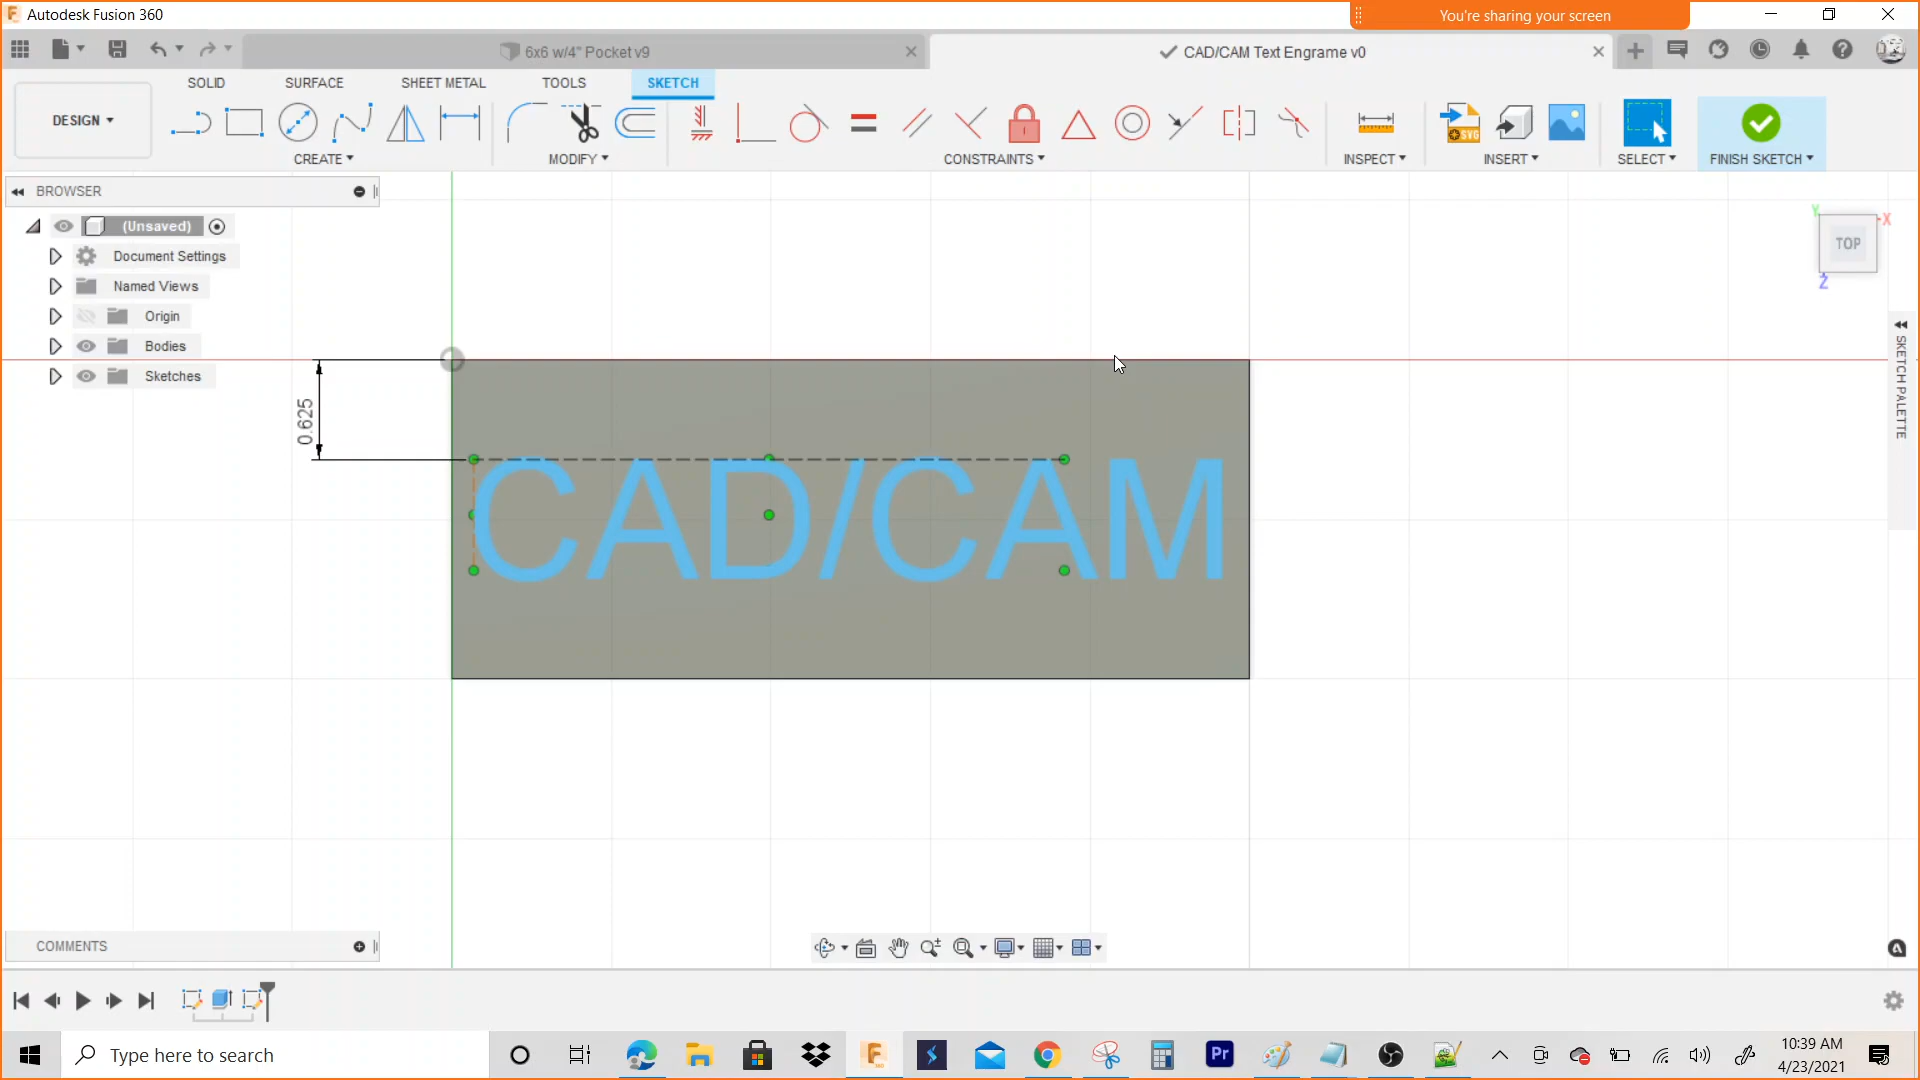 Autodesk Fusion 360
You're sharing your screen
6x6 w/4" Pocket v9
CAD/CAM Text Engrame v0
SOLID SURFACE SHEET METAL TOOLS SKETCH
DESIGN
CREATE MODIFY CONSTRAINTS INSPECT INSERT SELECT FINISH SKETCH
SVG
BROWSER
(Unsaved)
Document Settings
Named Views
Origin
Bodies
Sketches
Y
X
TOP
Z
SKETCH PALETTE
0.625
CAD/CAM
COMMENTS
Type here to search
Pr
10:39 AM
4/23/2021